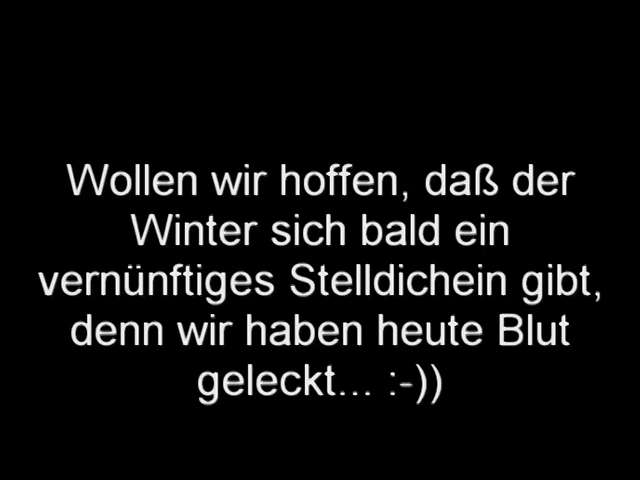 Wollen wir hoffen, daß der
Winter sich bald ein
vernünftiges Stelldichein gibt,
denn wir haben heute Blut
geleckt... :-))